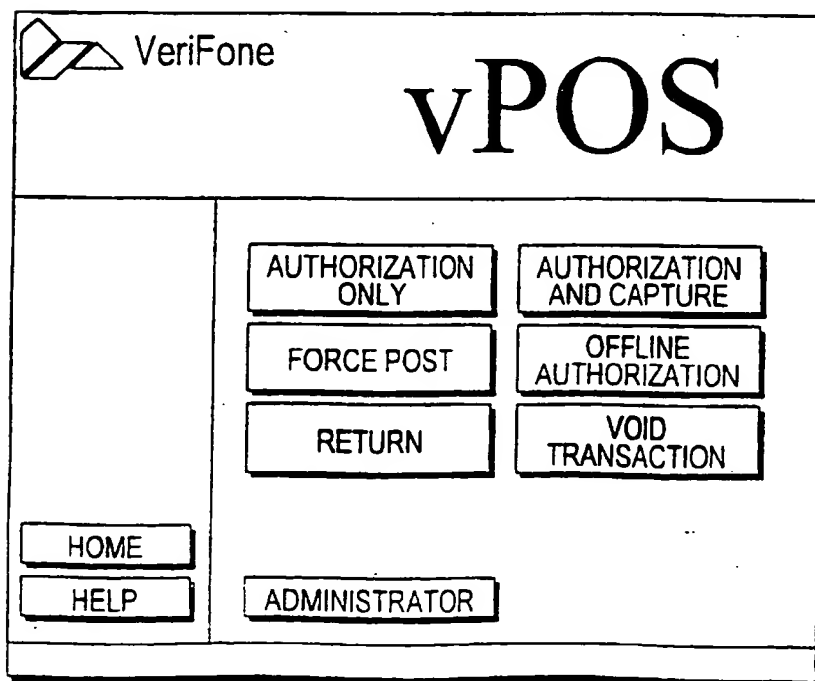 VeriFone
vPOS
AUTHORIZATION
ONLY
AUTHORIZATION
AND CAPTURE
FORCE POST
OFFLINE
AUTHORIZATION
RETURN
VOID
TRANSACTION
HOME
HELP
ADMINISTRATOR